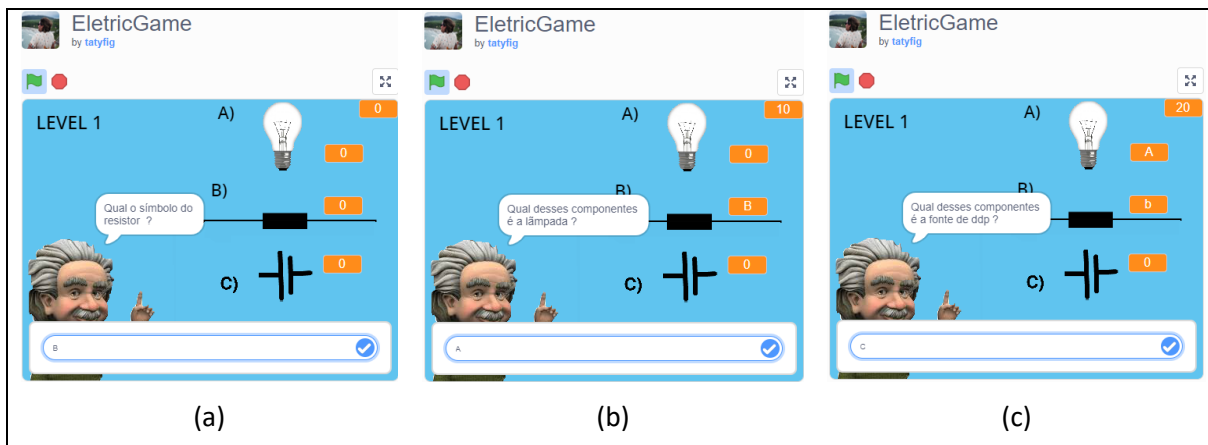 EletricGame
by tatyfig
0
LEVEL 1
A)
0
B)
0
Qual o símbolo do
resistor ?
C)
0
B
(a)
EletricGame
by tatyfig
10
LEVEL 1
A)
0
B)
B
Qual desses componentes
é a lâmpada ?
C)
0
A
(b)
EletricGame
by tatyfig
20
LEVEL 1
A)
A
B)
b
Qual desses componentes
é a fonte de ddp ?
C)
0
C
(c)